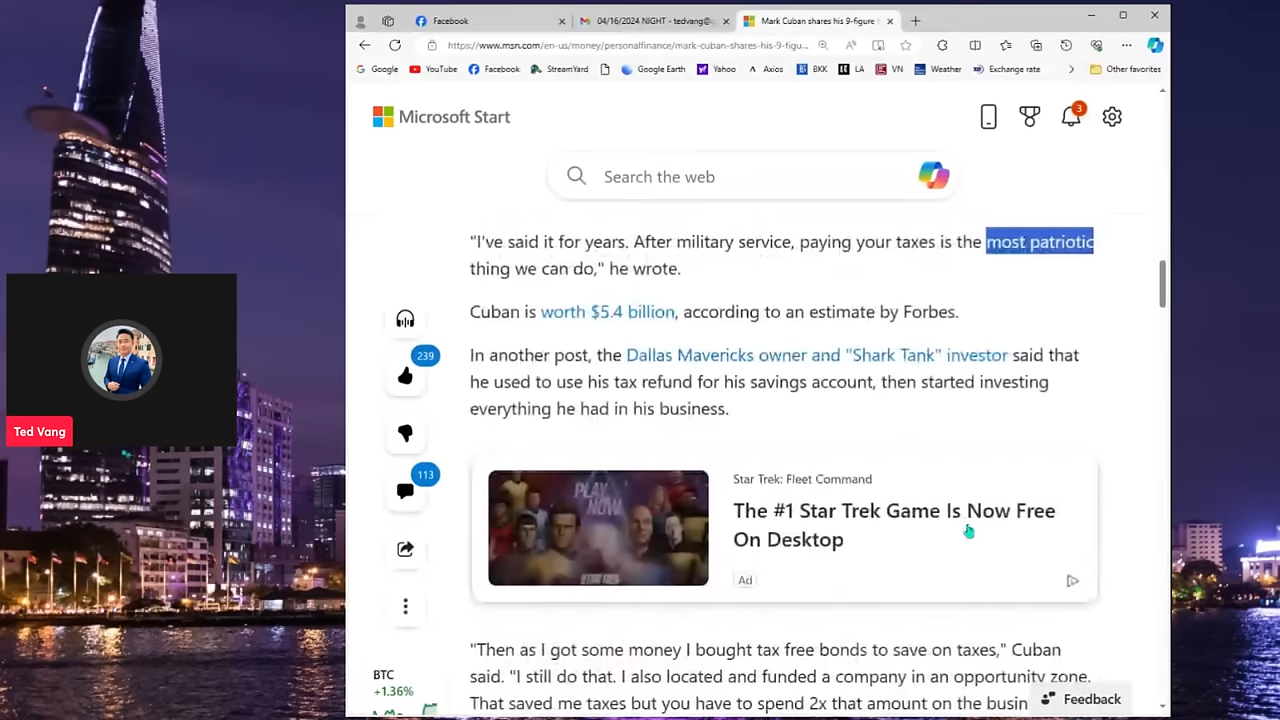 Facebook
04/16/2024 NIGHT - tedvang@
Mark Cuban shares his 9-figure
https://www.msn.com/en-us/money/personalfinance/mark-cuban-shares-his-9-figu...
Google
YouTube
Facebook
StreamYard
Google Earth
Yahoo
Axios
BKK
LA
VN
Weather
Exchange rate
Other favorites
Microsoft Start
3
Search the web
"I've said it for years. After military service, paying your taxes is the most patriotic
thing we can do," he wrote.
Cuban is worth $5.4 billion, according to an estimate by Forbes.
239
In another post, the Dallas Mavericks owner and "Shark Tank" investor said that
he used to use his tax refund for his savings account, then started investing
everything he had in his business.
Ted Vang
113
Star Trek: Fleet Command
PLAY
NOW
The #1 Star Trek Game Is Now Free
On Desktop
Ad
"Then as I got some money I bought tax free bonds to save on taxes," Cuban
said. "I still do that. I also located and funded a company in an opportunity zone.
That saved me taxes but you have to spend 2x that amount on the busin
BTC
+1.36%
Feedback